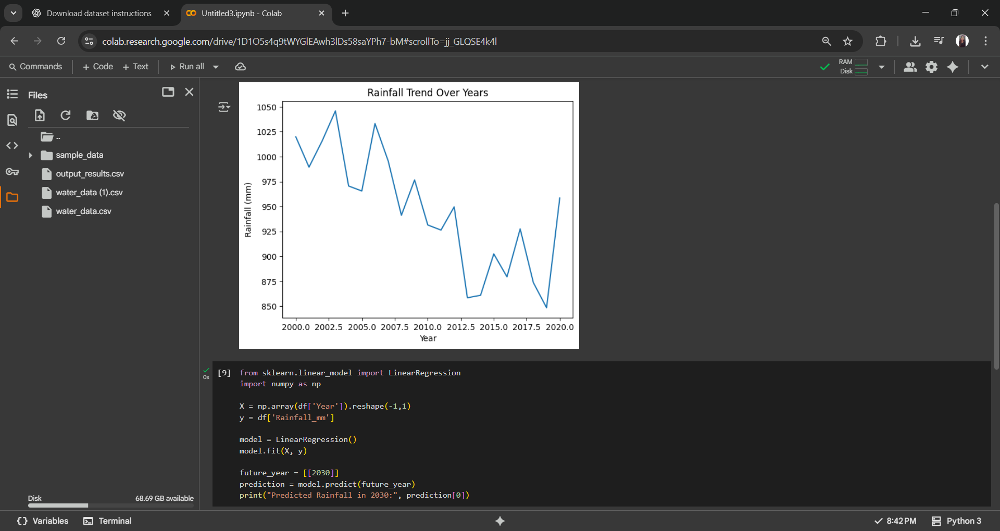 Download dataset instructions
Untitled3.ipynb - Colab
colab.research.google.com/drive/1D1O5s4q9tWYGlEAwh3lDs58saYPh7-bM#scrollTo=jj_GLQSE4k4l
Commands + Code + Text Run all
RAM
Disk
Files
..
sample_data
output_results.csv
water_data (1).csv
water_data.csv
Disk 68.69 GB available
Rainfall Trend Over Years
1050
1025
1000
975
950
925
900
875
850
Rainfall (mm)
2000.0 2002.5 2005.0 2007.5 2010.0 2012.5 2015.0 2017.5 2020.0
Year
0s
[9] from sklearn.linear_model import LinearRegression
import numpy as np
X = np.array(df['Year']).reshape(-1,1)
y = df['Rainfall_mm']
model = LinearRegression()
model.fit(X, y)
future_year = [[2030]]
prediction = model.predict(future_year)
print("Predicted Rainfall in 2030:", prediction[0])
Variables Terminal 8:42 PM Python 3